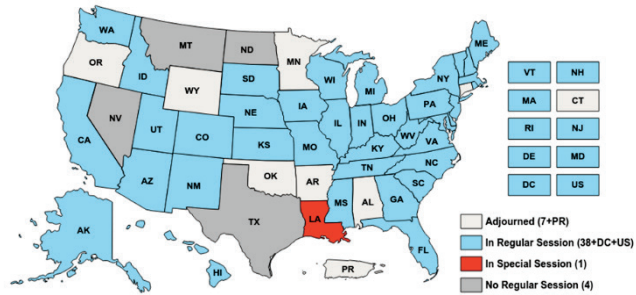 WA
MT
ND
MN
ME
OR
ID
SD
WI
MI
NY
WY
NE
IA
PA
NV
UT
CO
IL
IN
OH
WV
VA
CA
KS
MO
KY
NC
TN
AZ
NM
OK
AR
SC
MS
AL
GA
TX
LA
FL
AK
HI
PR
VT
NH
MA
CT
RI
NJ
DE
MD
DC
US
Adjourned (7+PR)
In Regular Session (38+DC+US)
In Special Session (1)
No Regular Session (4)